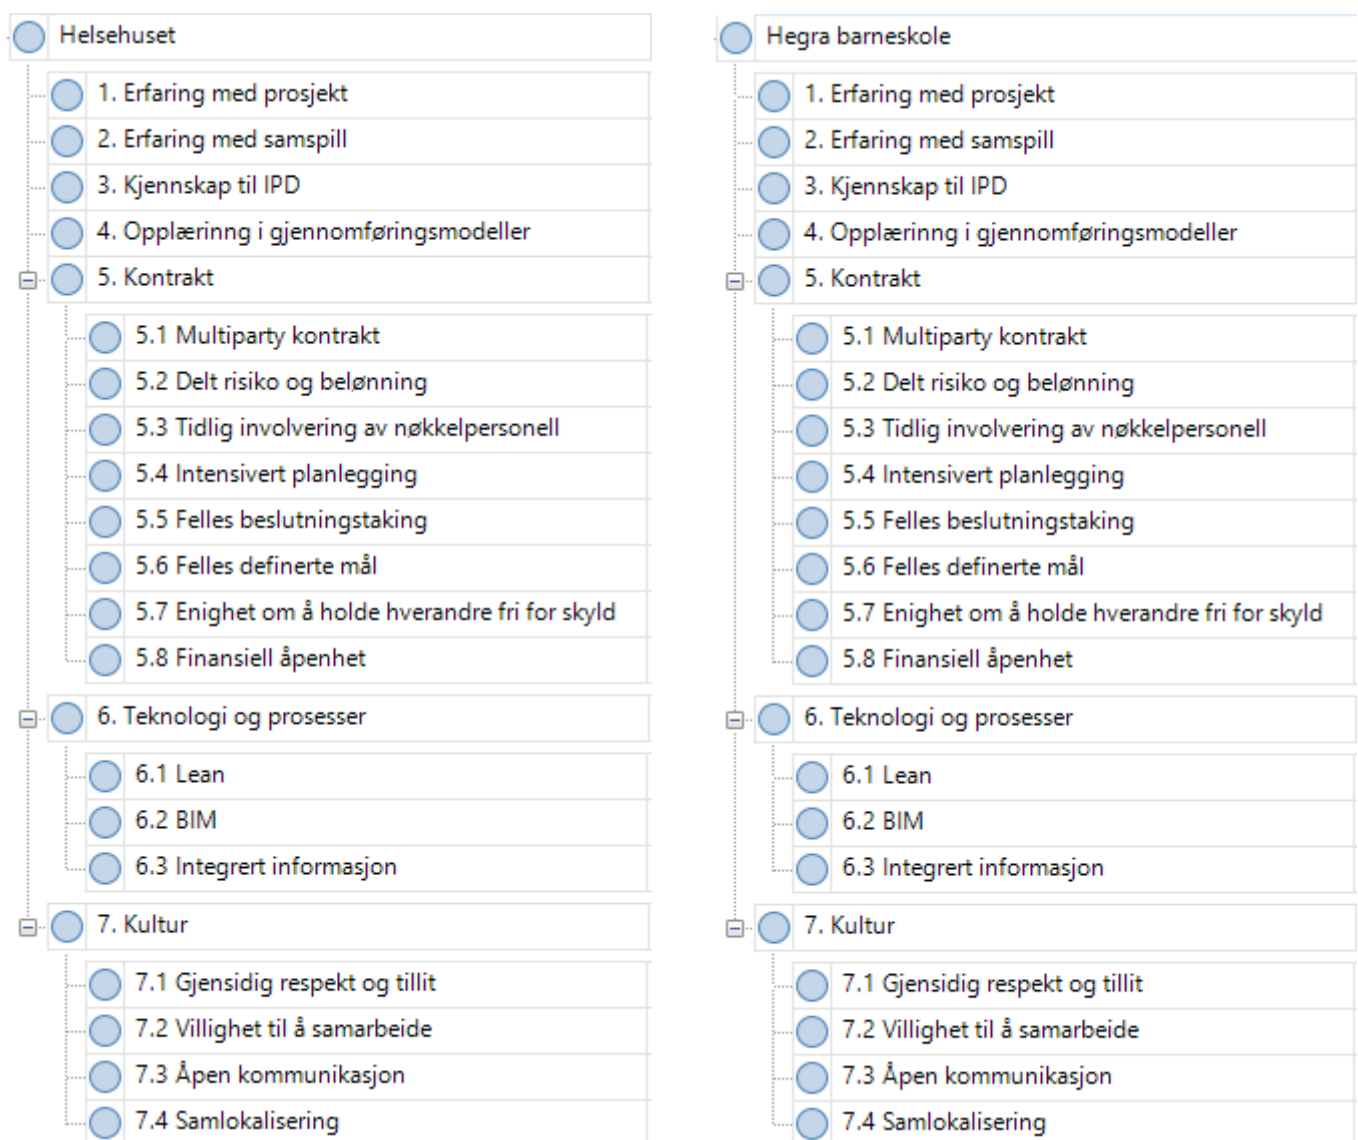 Helsehuset
1. Erfaring med prosjekt
2. Erfaring med samspill
3. Kjennskap til IPD
4. Opplærinng i gjennomføringsmodeller
5. Kontrakt
5.1 Multiparty kontrakt
5.2 Delt risiko og belønning
5.3 Tidlig involvering av nøkkelpersonell
5.4 Intensivert planlegging
5.5 Felles beslutningstaking
5.6 Felles definerte mål
5.7 Enighet om å holde hverandre fri for skyld
5.8 Finansiell åpenhet
6. Teknologi og prosesser
6.1 Lean
6.2 BIM
6.3 Integrert informasjon
7. Kultur
7.1 Gjensidig respekt og tillit
7.2 Villighet til å samarbeide
7.3 Åpen kommunikasjon
7.4 Samlokalisering
Hegra barneskole
1. Erfaring med prosjekt
2. Erfaring med samspill
3. Kjennskap til IPD
4. Opplærinng i gjennomføringsmodeller
5. Kontrakt
5.1 Multiparty kontrakt
5.2 Delt risiko og belønning
5.3 Tidlig involvering av nøkkelpersonell
5.4 Intensivert planlegging
5.5 Felles beslutningstaking
5.6 Felles definerte mål
5.7 Enighet om å holde hverandre fri for skyld
5.8 Finansiell åpenhet
6. Teknologi og prosesser
6.1 Lean
6.2 BIM
6.3 Integrert informasjon
7. Kultur
7.1 Gjensidig respekt og tillit
7.2 Villighet til å samarbeide
7.3 Åpen kommunikasjon
7.4 Samlokalisering